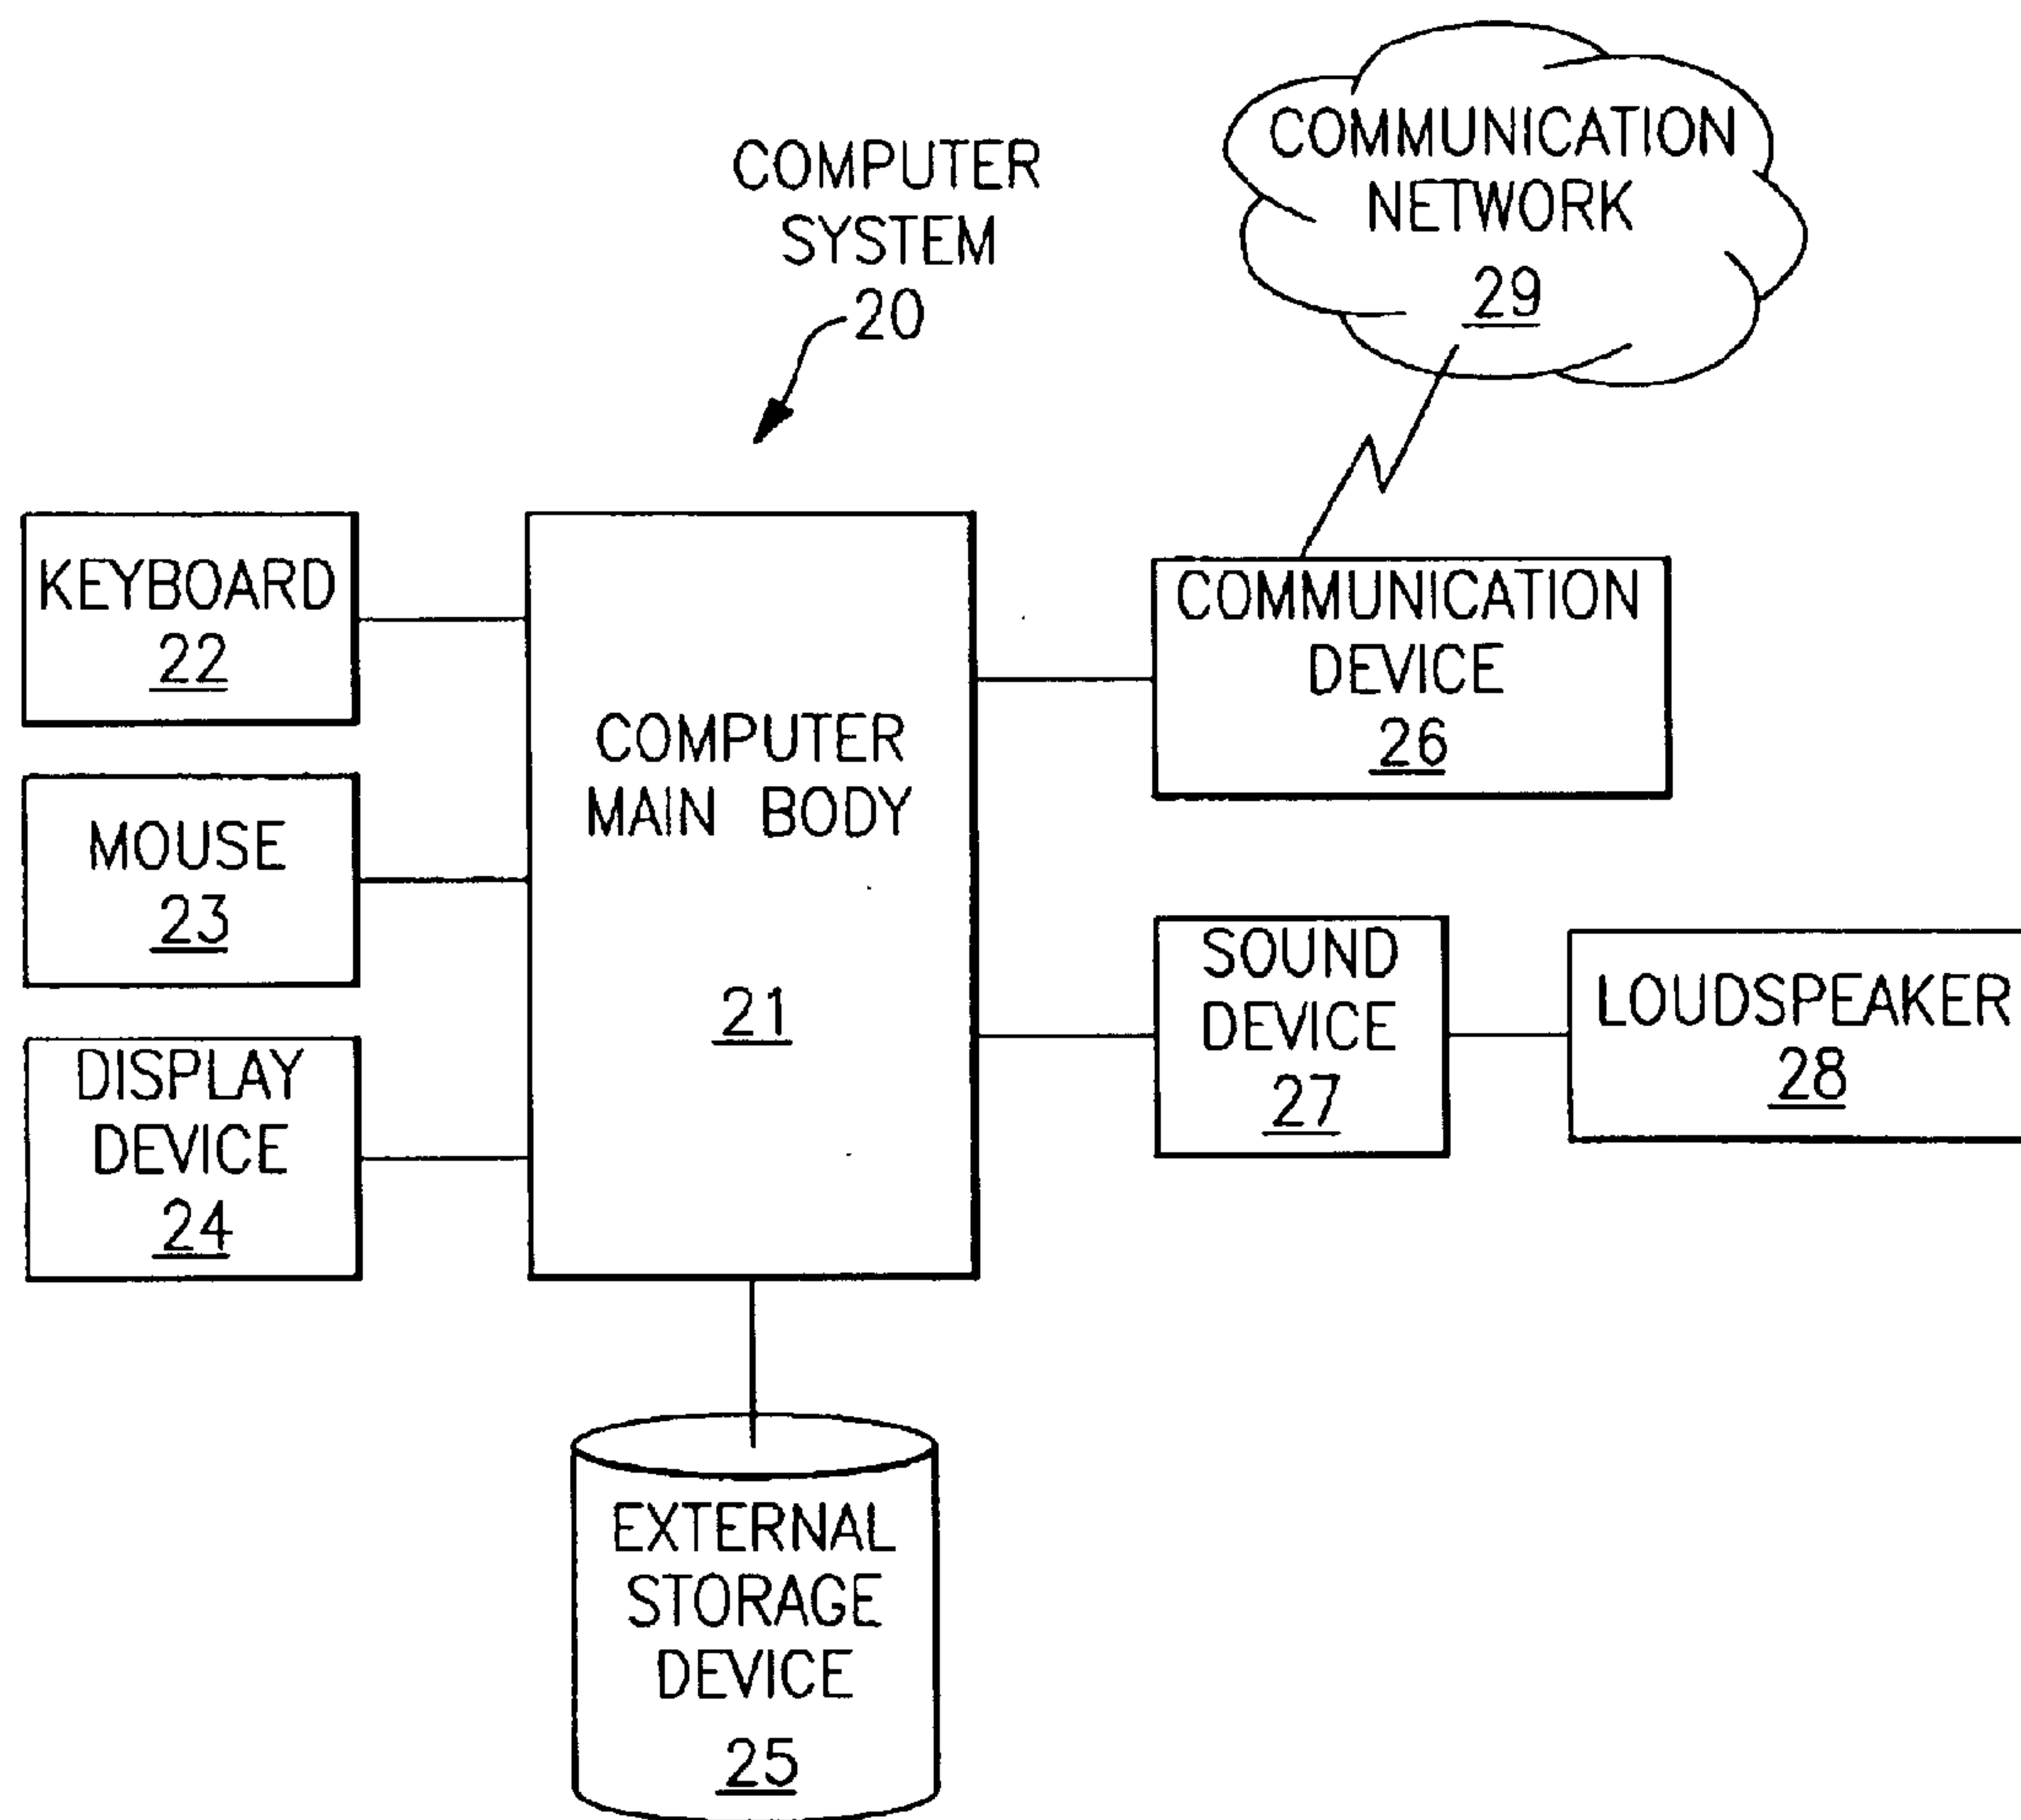 COMMUNICATION
NETWORK
29
COMPUTER
SYSTEM
20
KEYBOARD
22
MOUSE
23
DISPLAY
DEVICE
24
COMPUTER
MAIN BODY
21
COMMUNICATION
DEVICE
26
SOUND
DEVICE
27
LOUDSPEAKER
28
EXTERNAL
STORAGE
DEVICE
25